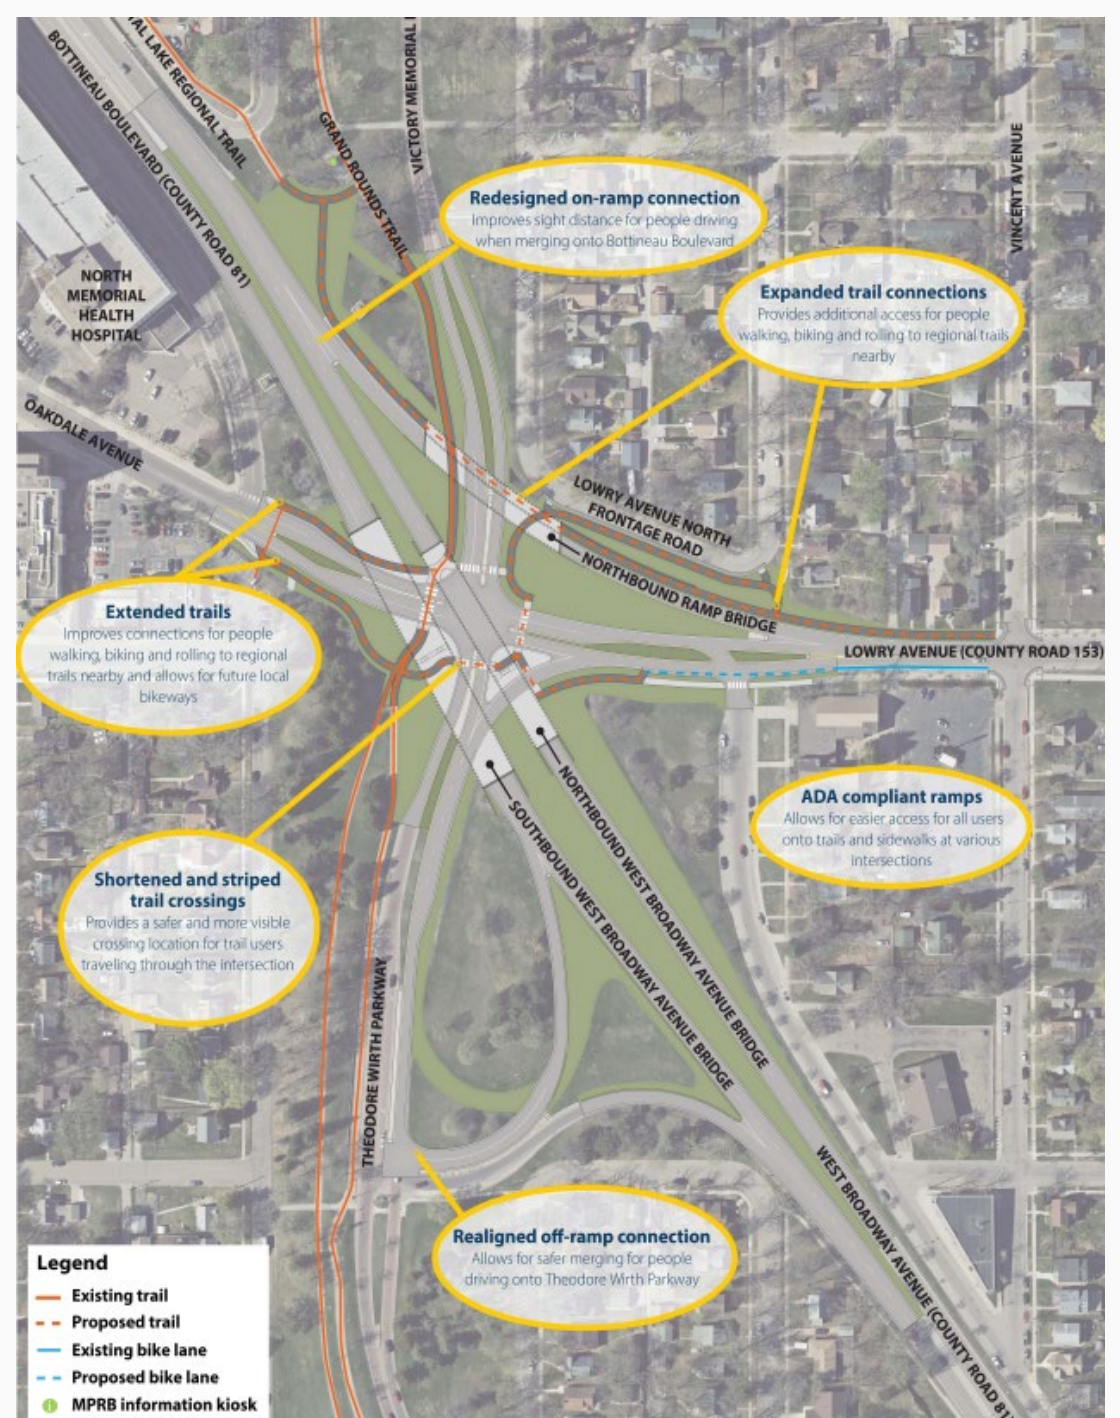 BOTTINEAU BOULEVARD (COUNTY ROAD 81)
AL LAKE REGIONAL TRAIL
GRAND ROUNDS TRAIL
VICTORY MEMORIAL
VINCENT AVENUE
Redesigned on-ramp connection
Improves sight distance for people driving
when merging onto Bottineau Boulevard
NORTH
MEMORIAL
HEALTH
HOSPITAL
Expanded trail connections
Provides additional access for people
walking, biking and rolling to regional trails
nearby
OAKDALE AVENUE
LOWRY AVENUE NORTH
FRONTAGE ROAD
NORTHBOUND RAMP BRIDGE
LOWRY AVENUE (COUNTY ROAD 153)
Extended trails
Improves connections for people
walking, biking and rolling to regional
trails nearby and allows for future local
bikeways
NORTHBOUND WEST BROADWAY AVENUE BRIDGE
SOUTHBOUND WEST BROADWAY AVENUE BRIDGE
ADA compliant ramps
Allows for easier access for all users
onto trails and sidewalks at various
intersections
Shortened and striped
trail crossings
Provides a safer and more visible
crossing location for trail users
traveling through the intersection
THEODORE WIRTH PARKWAY
WEST BROADWAY AVENUE (COUNTY ROAD 81
Realigned off-ramp connection
Allows for safer merging for people
driving onto Theodore Wirth Parkway
Legend
Existing trail
Proposed trail
Existing bike lane
Proposed bike lane
i MPRB information kiosk